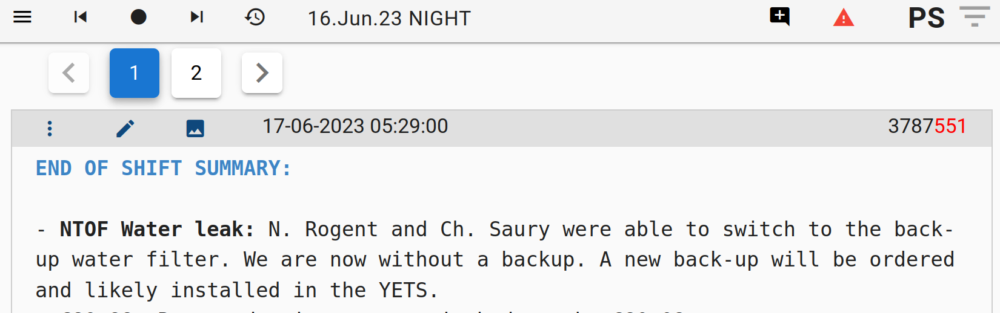 16.Jun.23 NIGHT PS
1 2
17-06-2023 05:29:00 3787551
END OF SHIFT SUMMARY:
- NTOF Water leak: N. Rogent and Ch. Saury were able to switch to the back-
up water filter. We are now without a backup. A new back-up will be ordered
and likely installed in the YETS.